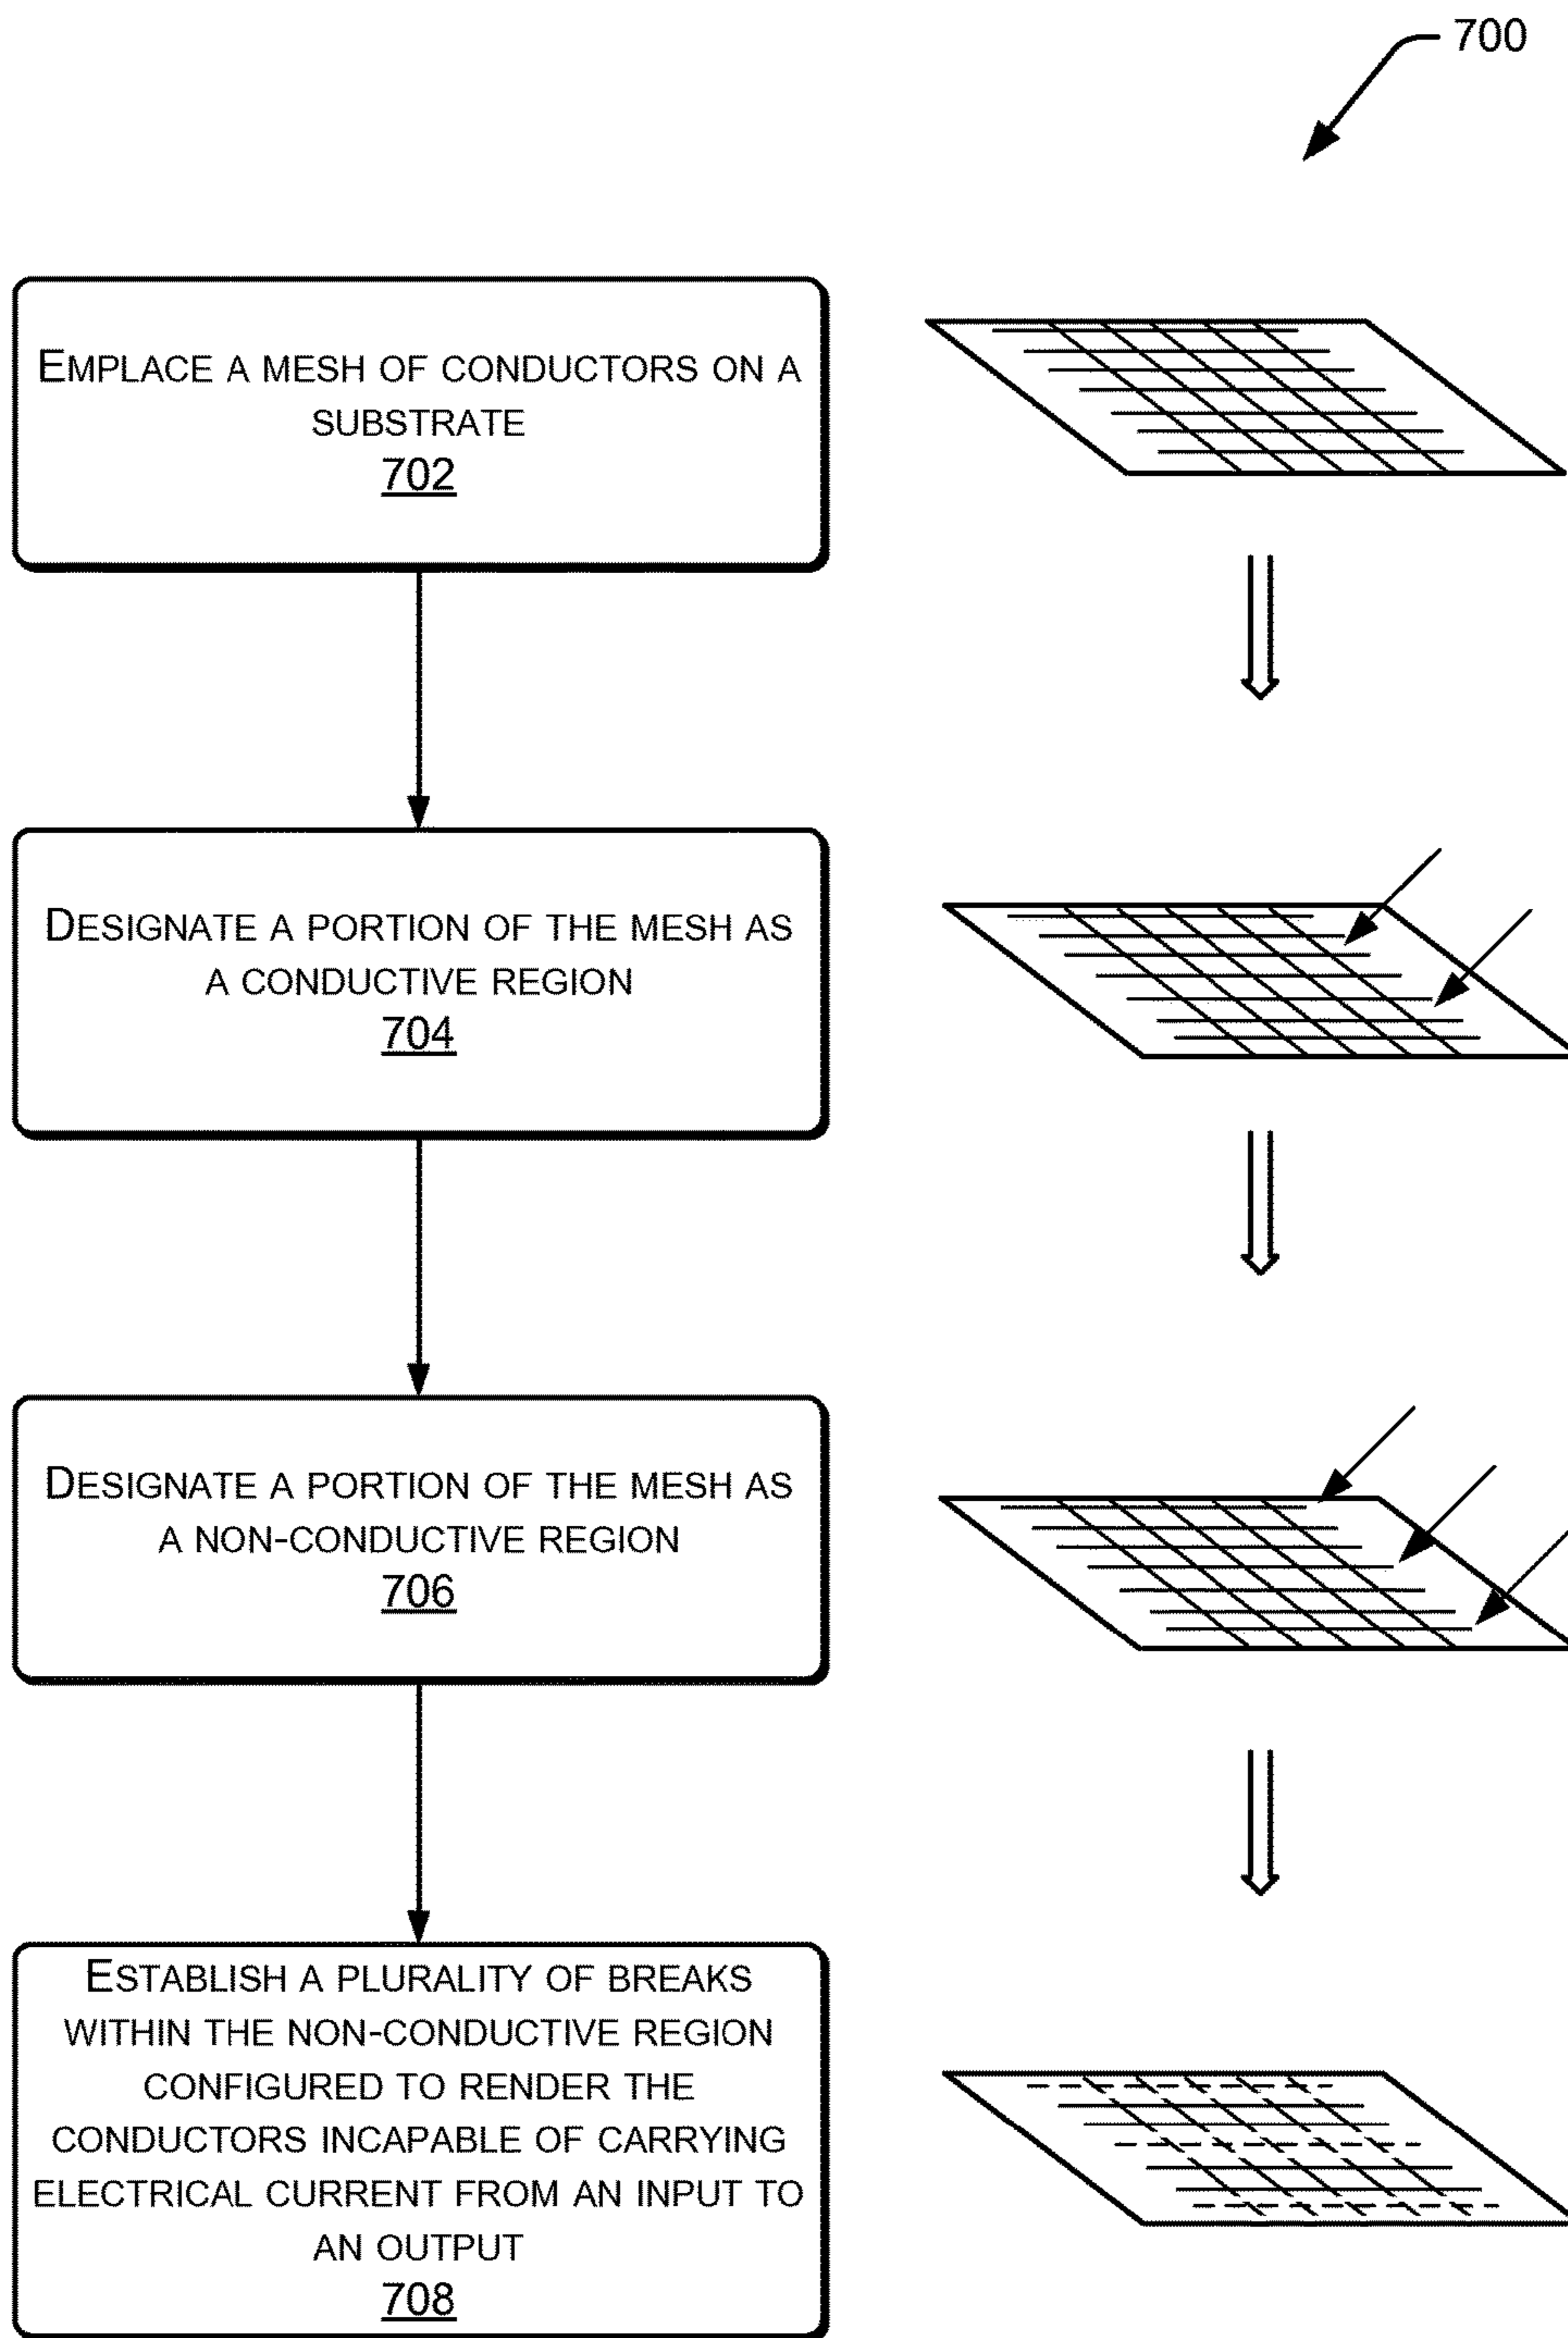 700
EMPLACE A MESH OF CONDUCTORS ON A
SUBSTRATE
702
DESIGNATE A PORTION OF THE MESH AS
A CONDUCTIVE REGION
704
DESIGNATE A PORTION OF THE MESH AS
A NON-CONDUCTIVE REGION
706
ESTABLISH A PLURALITY OF BREAKS
WITHIN THE NON-CONDUCTIVE REGION
CONFIGURED TO RENDER THE
CONDUCTORS INCAPABLE OF CARRYING
ELECTRICAL CURRENT FROM AN INPUT TO
AN OUTPUT
708